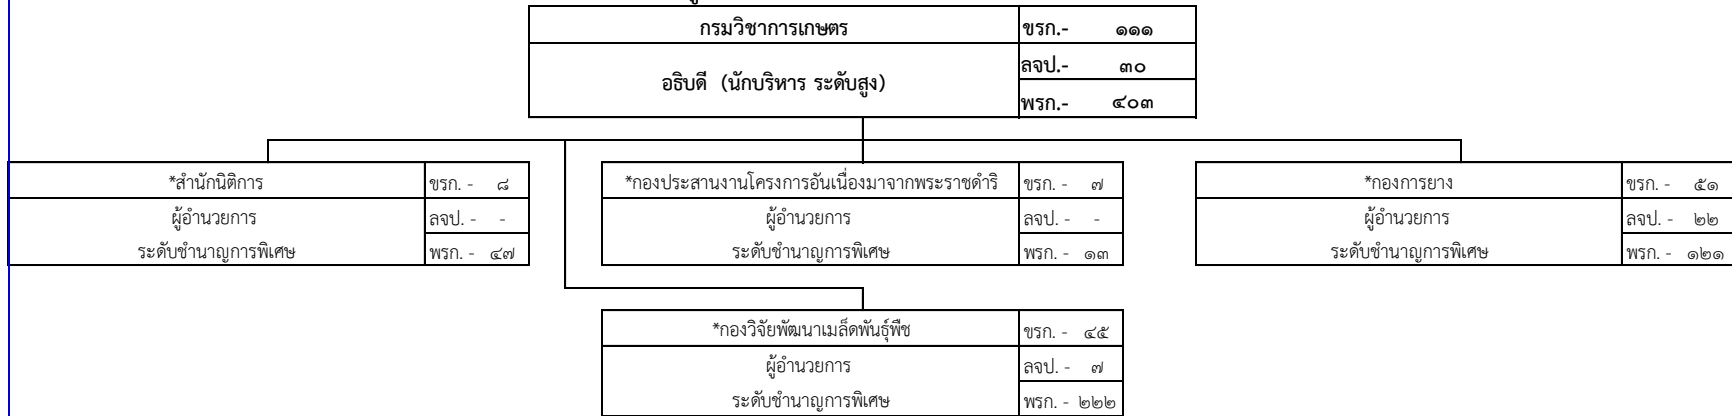 กรมวิชาการเกษตร ขรก.- ๑๑๑
อธิบดี (นักบริหาร ระดับสูง) ลจป.- ๓๐
พรก.- ๔๐๓
*สำนักนิติการ ขรก. - ๘ *กองประสานงานโครงการอันเนื่องมาจากพระราชดำริ ขรก. - ๗ *กองการยาง ขรก. - ๕๑
ผู้อำนวยการ ลจป. - - ผู้อำนวยการ ลจป. - - ผู้อำนวยการ ลจป. - ๒๒
ระดับชำนาญการพิเศษ พรก. - ๔๗ ระดับชำนาญการพิเศษ พรก. - ๑๓ ระดับชำนาญการพิเศษ พรก. - ๑๒๑
*กองวิจัยพัฒนาเมล็ดพันธุ์พืช ขรก. - ๔๕
ผู้อำนวยการ ลจป. - ๗
ระดับชำนาญการพิเศษ พรก. - ๒๒๒